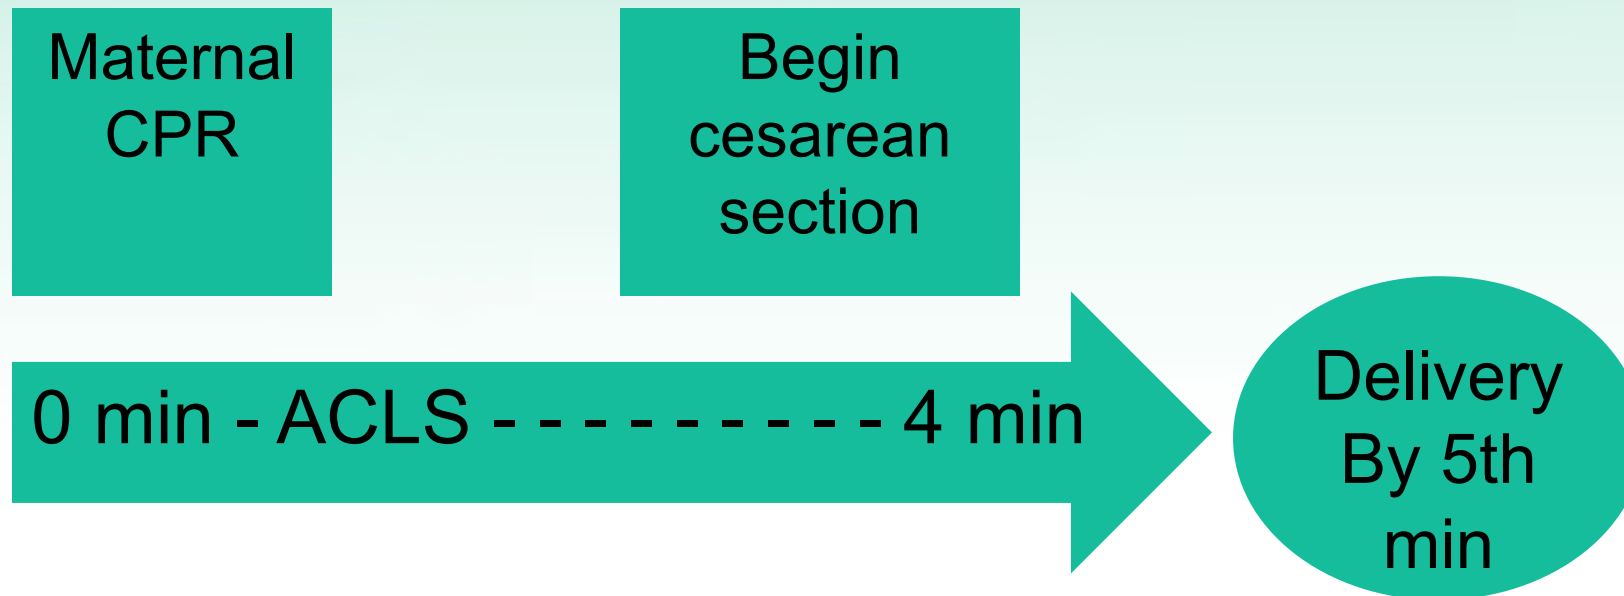 Maternal
CPR
Begin
cesarean
section
0 min - ACLS - - - - - - - - - 4 min
Delivery
By 5th
min